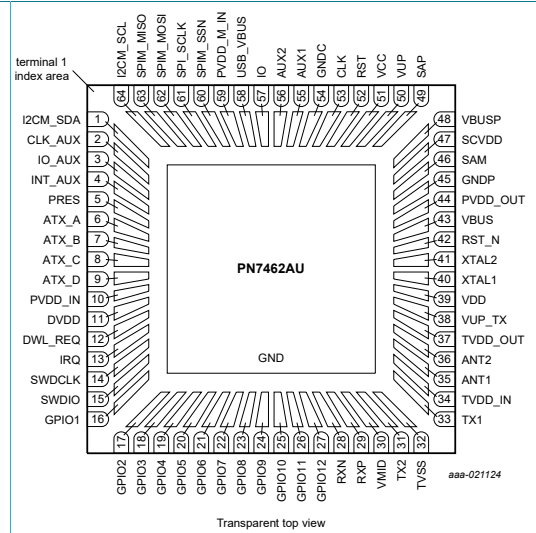 I2CM_SCL
SPIM_MISO
SPIM_MOSI
SPI_SCLK
SPIM_SSN
PVDD_M_IN
USB_VBUS
IO
AUX2
AUX1
GNDC
CLK
RST
VCC
VUP
SAP
terminal 1
index area
64
63
62
61
60
59
58
57
56
55
54
53
52
51
50
49
I2CM_SDA 1
CLK_AUX 2
IO_AUX 3
INT_AUX 4
PRES 5
ATX_A 6
ATX_B 7
ATX_C 8
ATX_D 9
PVDD_IN 10
DVDD 11
DWL_REQ 12
IRQ 13
SWDCLK 14
SWDIO 15
GPIO1 16
PN7462AU
GND
48 VBUSP
47 SCVDD
46 SAM
45 GNDP
44 PVDD_OUT
43 VBUS
42 RST_N
41 XTAL2
40 XTAL1
39 VDD
38 VUP_TX
37 TVDD_OUT
36 ANT2
35 ANT1
34 TVDD_IN
33 TX1
17
18
19
20
21
22
23
24
25
26
27
28
29
30
31
32
GPIO2
GPIO3
GPIO4
GPIO5
GPIO6
GPIO7
GPIO8
GPIO9
GPIO10
GPIO11
GPIO12
RXN
RXP
VMID
TX2
TVSS
aaa-021124
Transparent top view